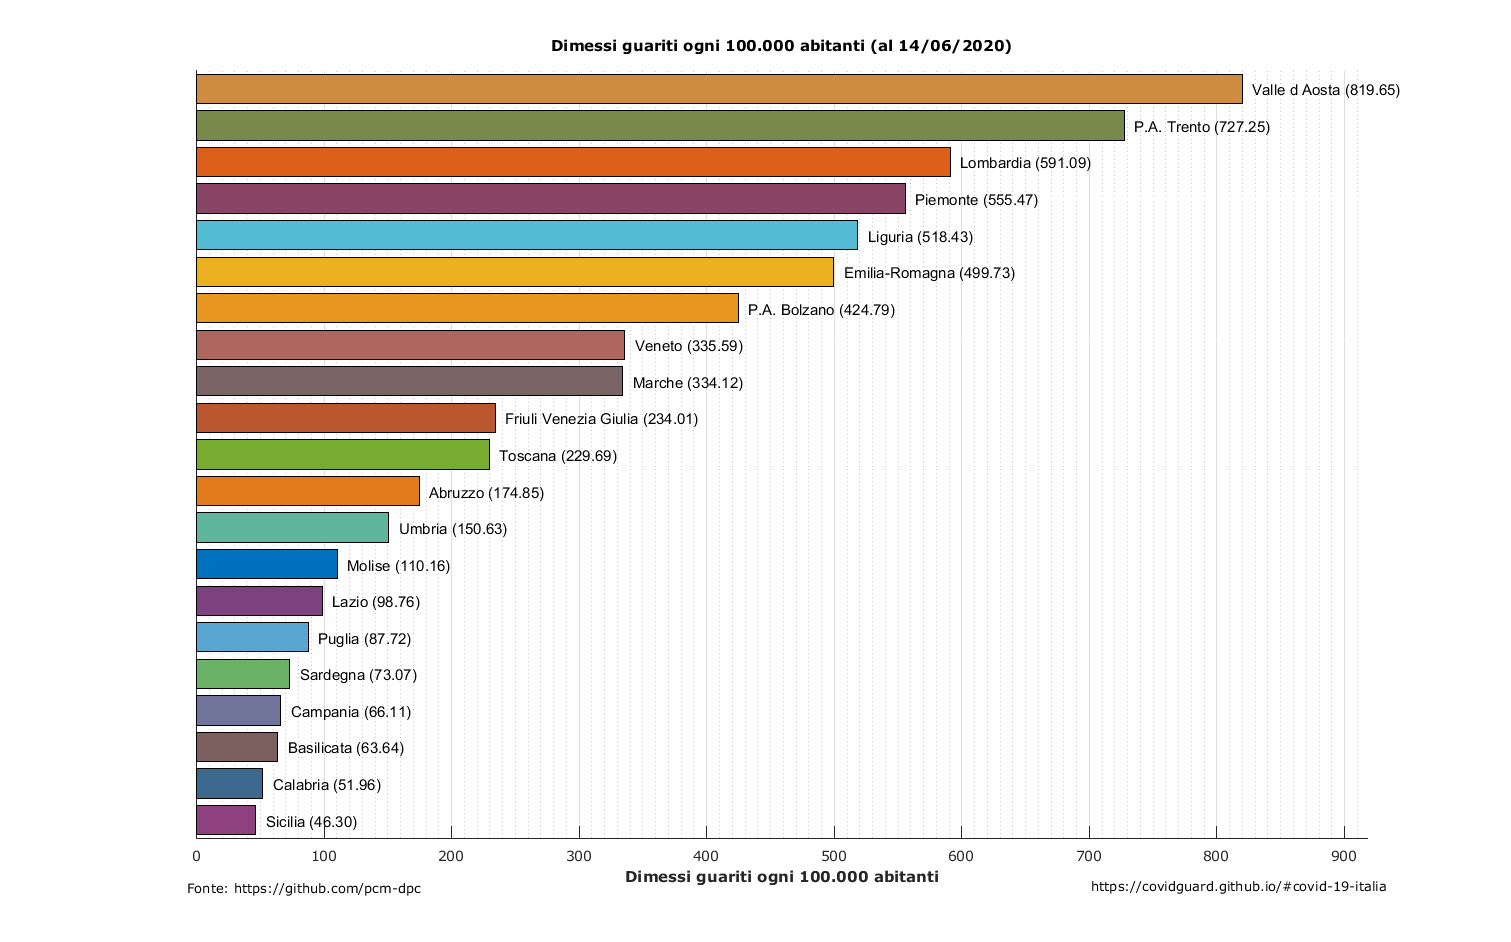 Dimessi guariti ogni 100.000 abitanti (al 14/06/2020)
Valle d Aosta (819.65)
P.A. Trento (727.25)
Lombardia (591.09)
Piemonte (555.47)
Liguria (518.43)
Emilia-Romagna (499.73)
P.A. Bolzano (424.79)
Veneto (335.59)
Marche (334.12)
Friuli Venezia Giulia (234.01)
Toscana (229.69)
Abruzzo (174.85)
Umbria (150.63)
Molise (110.16)
Lazio (98.76)
Puglia (87.72)
Sardegna (73.07)
Campania (66.11)
Basilicata (63.64)
Calabria (51.96)
Sicilia (46.30)
0 100 200 300 400 500 600 700 800 900
Dimessi guariti ogni 100.000 abitanti
Fonte: https://github.com/pcm-dpc
https://covidguard.github.io/#covid-19-italia